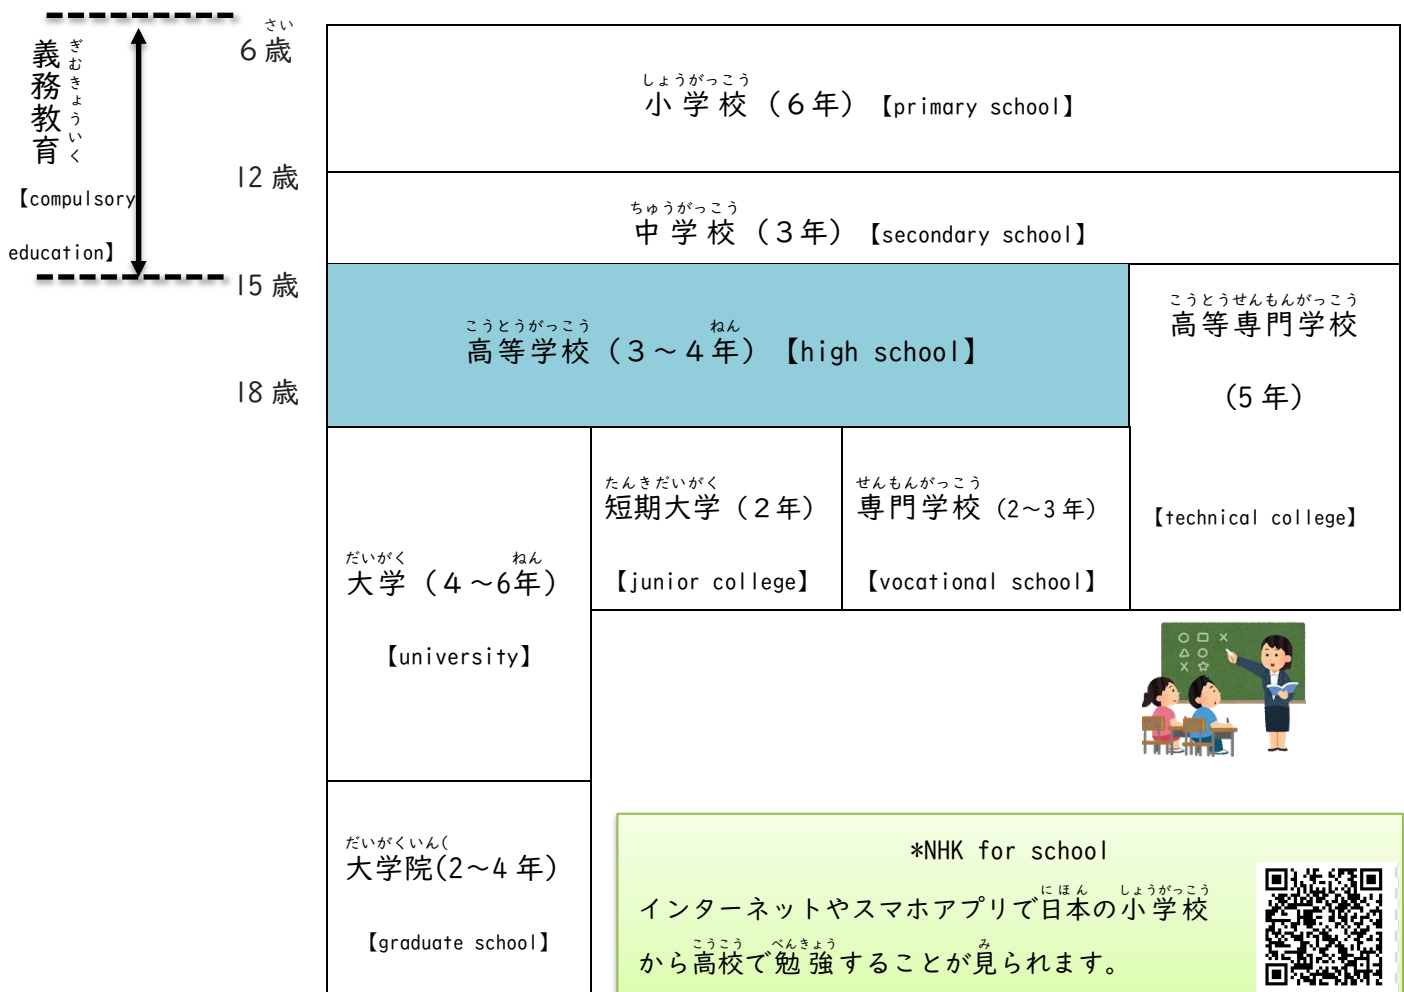 義務教育
ぎむきょういく
【compulsory
education】
さい
6歳
12歳
15歳
18歳
しょうがっこう
小学校（6年）【primary school】
ちゅうがっこう
中学校（3年）【secondary school】
こうとうがっこう ねん
高等学校（3～4年）【high school】
こうとうせんもんがっこう
高等専門学校
（5年）
【technical college】
だいがく ねん
大学（4～6年）
【university】
たんきだいがく
短期大学（2年）
【junior college】
せんもんがっこう
専門学校（2～3年）
【vocational school】
だいがくいん(
大学院(2～4年）
【graduate school】
*NHK for school
にほん しょうがっこう
インターネットやスマホアプリで日本の小学校
こうこう べんきょう み
から高校で勉強することが見られます。